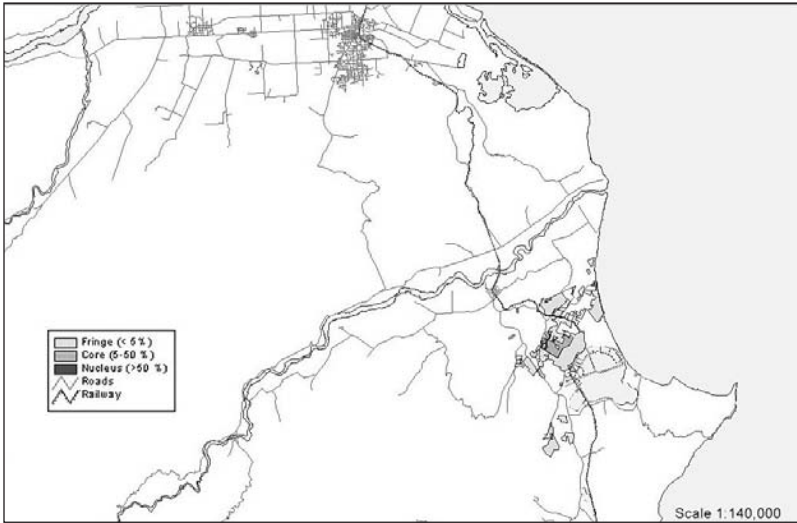 Fringe (< 5 %)
Core (5-50 %)
Nucleus (>50 %)
Roads
Railway
Scale 1:140,000